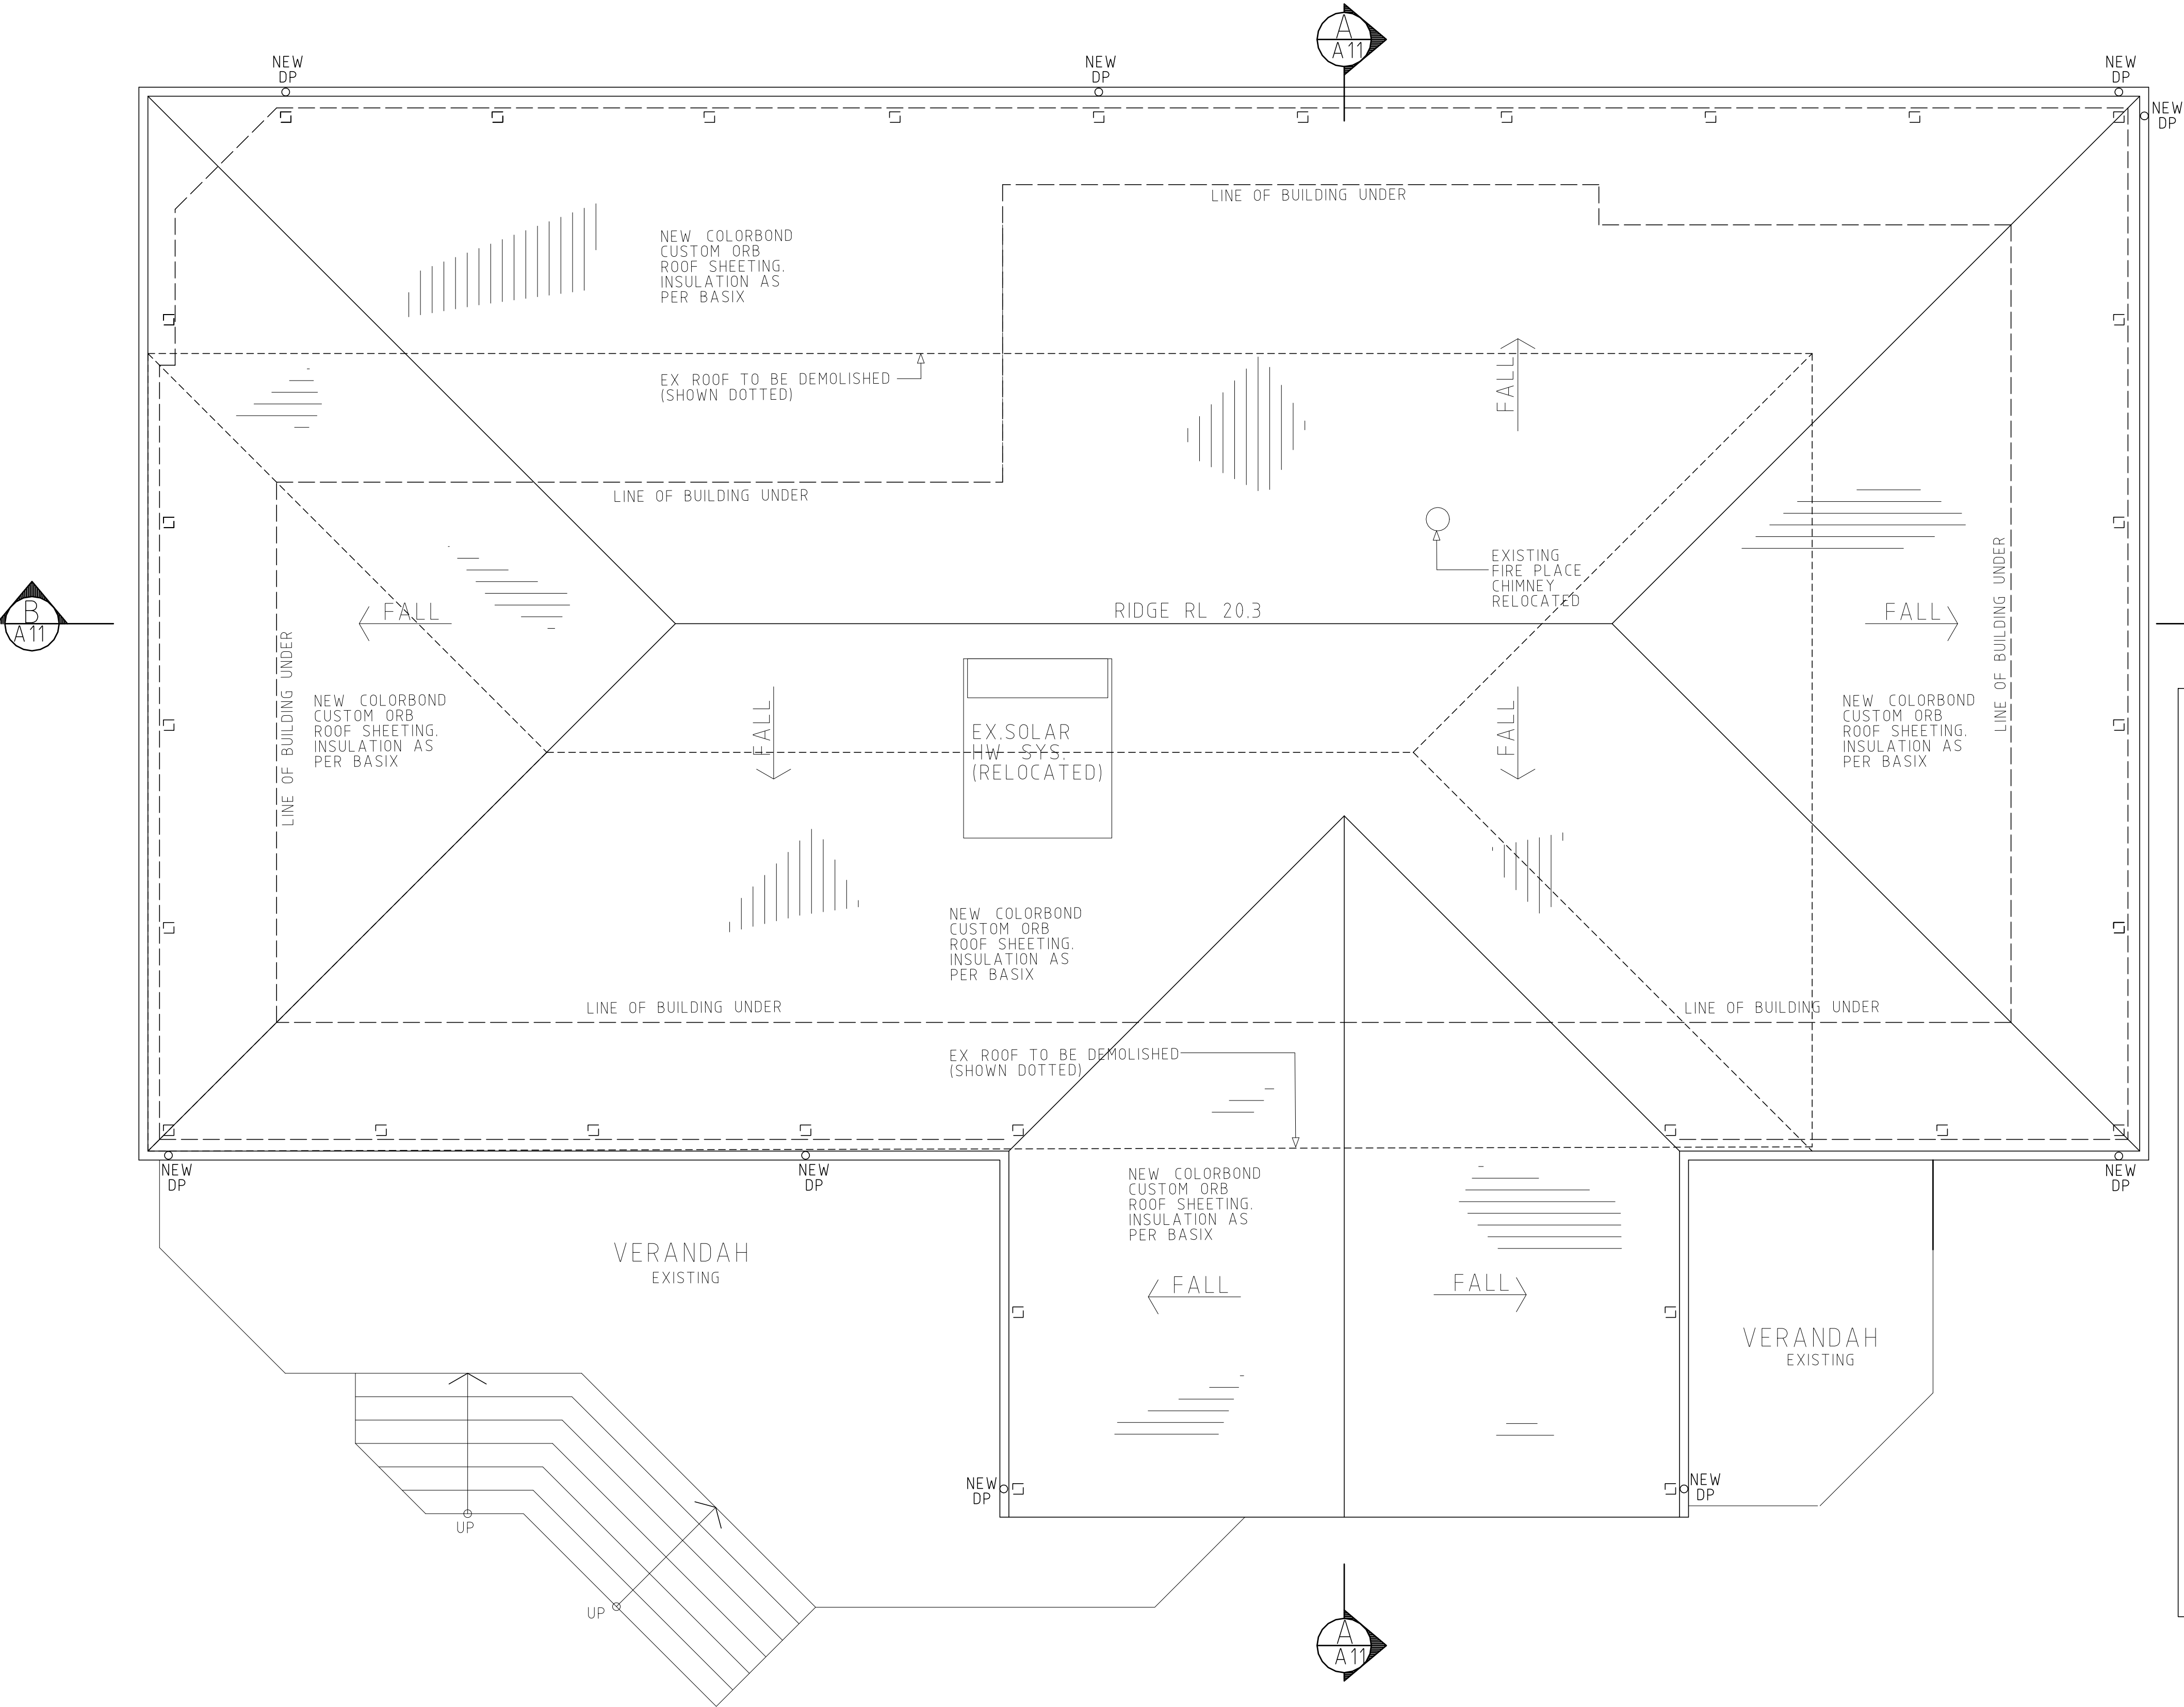 A
A11
NEW
DP
NEW
DP
NEW
DP
NEW
DP
LINE OF BUILDING UNDER
NEW COLORBOND
CUSTOM ORB
ROOF SHEETING.
INSULATION AS
PER BASIX
EX ROOF TO BE DEMOLISHED
(SHOWN DOTTED)
FALL
LINE OF BUILDING UNDER
EXISTING
FIRE PLACE
CHIMNEY
RELOCATED
LINE OF BUILDING UNDER
B
A11
FALL
RIDGE RL 20.3
FALL
LINE OF BUILDING UNDER
NEW COLORBOND
CUSTOM ORB
ROOF SHEETING.
INSULATION AS
PER BASIX
FALL
EX.SOLAR
HW SYS.
(RELOCATED)
FALL
NEW COLORBOND
CUSTOM ORB
ROOF SHEETING.
INSULATION AS
PER BASIX
NEW COLORBOND
CUSTOM ORB
ROOF SHEETING.
INSULATION AS
PER BASIX
LINE OF BUILDING UNDER
LINE OF BUILDING UNDER
EX ROOF TO BE DEMOLISHED
(SHOWN DOTTED)
NEW
DP
NEW
DP
NEW
DP
NEW COLORBOND
CUSTOM ORB
ROOF SHEETING.
INSULATION AS
PER BASIX
VERANDAH
EXISTING
FALL
FALL
VERANDAH
EXISTING
NEW
DP
NEW
DP
UP
UP
A
A11